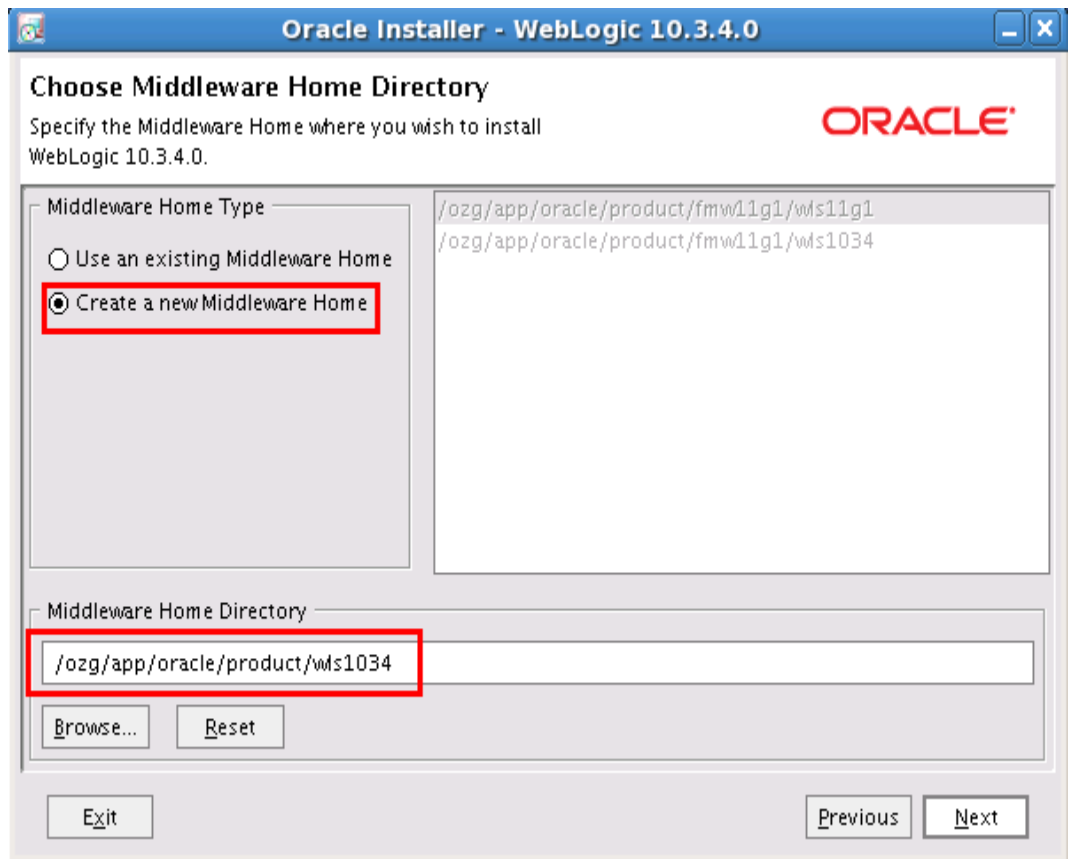 Oracle Installer - WebLogic 10.3.4.0
Choose Middleware Home Directory
Specify the Middleware Home where you wish to install
WebLogic 10.3.4.0.
ORACLE
Middleware Home Type
Use an existing Middleware Home
Create a new Middleware Home
/ozg/app/oracle/product/fmw11g1/wls11g1
/ozg/app/oracle/product/fmw11g1/wls1034
Middleware Home Directory
/ozg/app/oracle/product/wls1034
Browse... Reset
Exit Previous Next